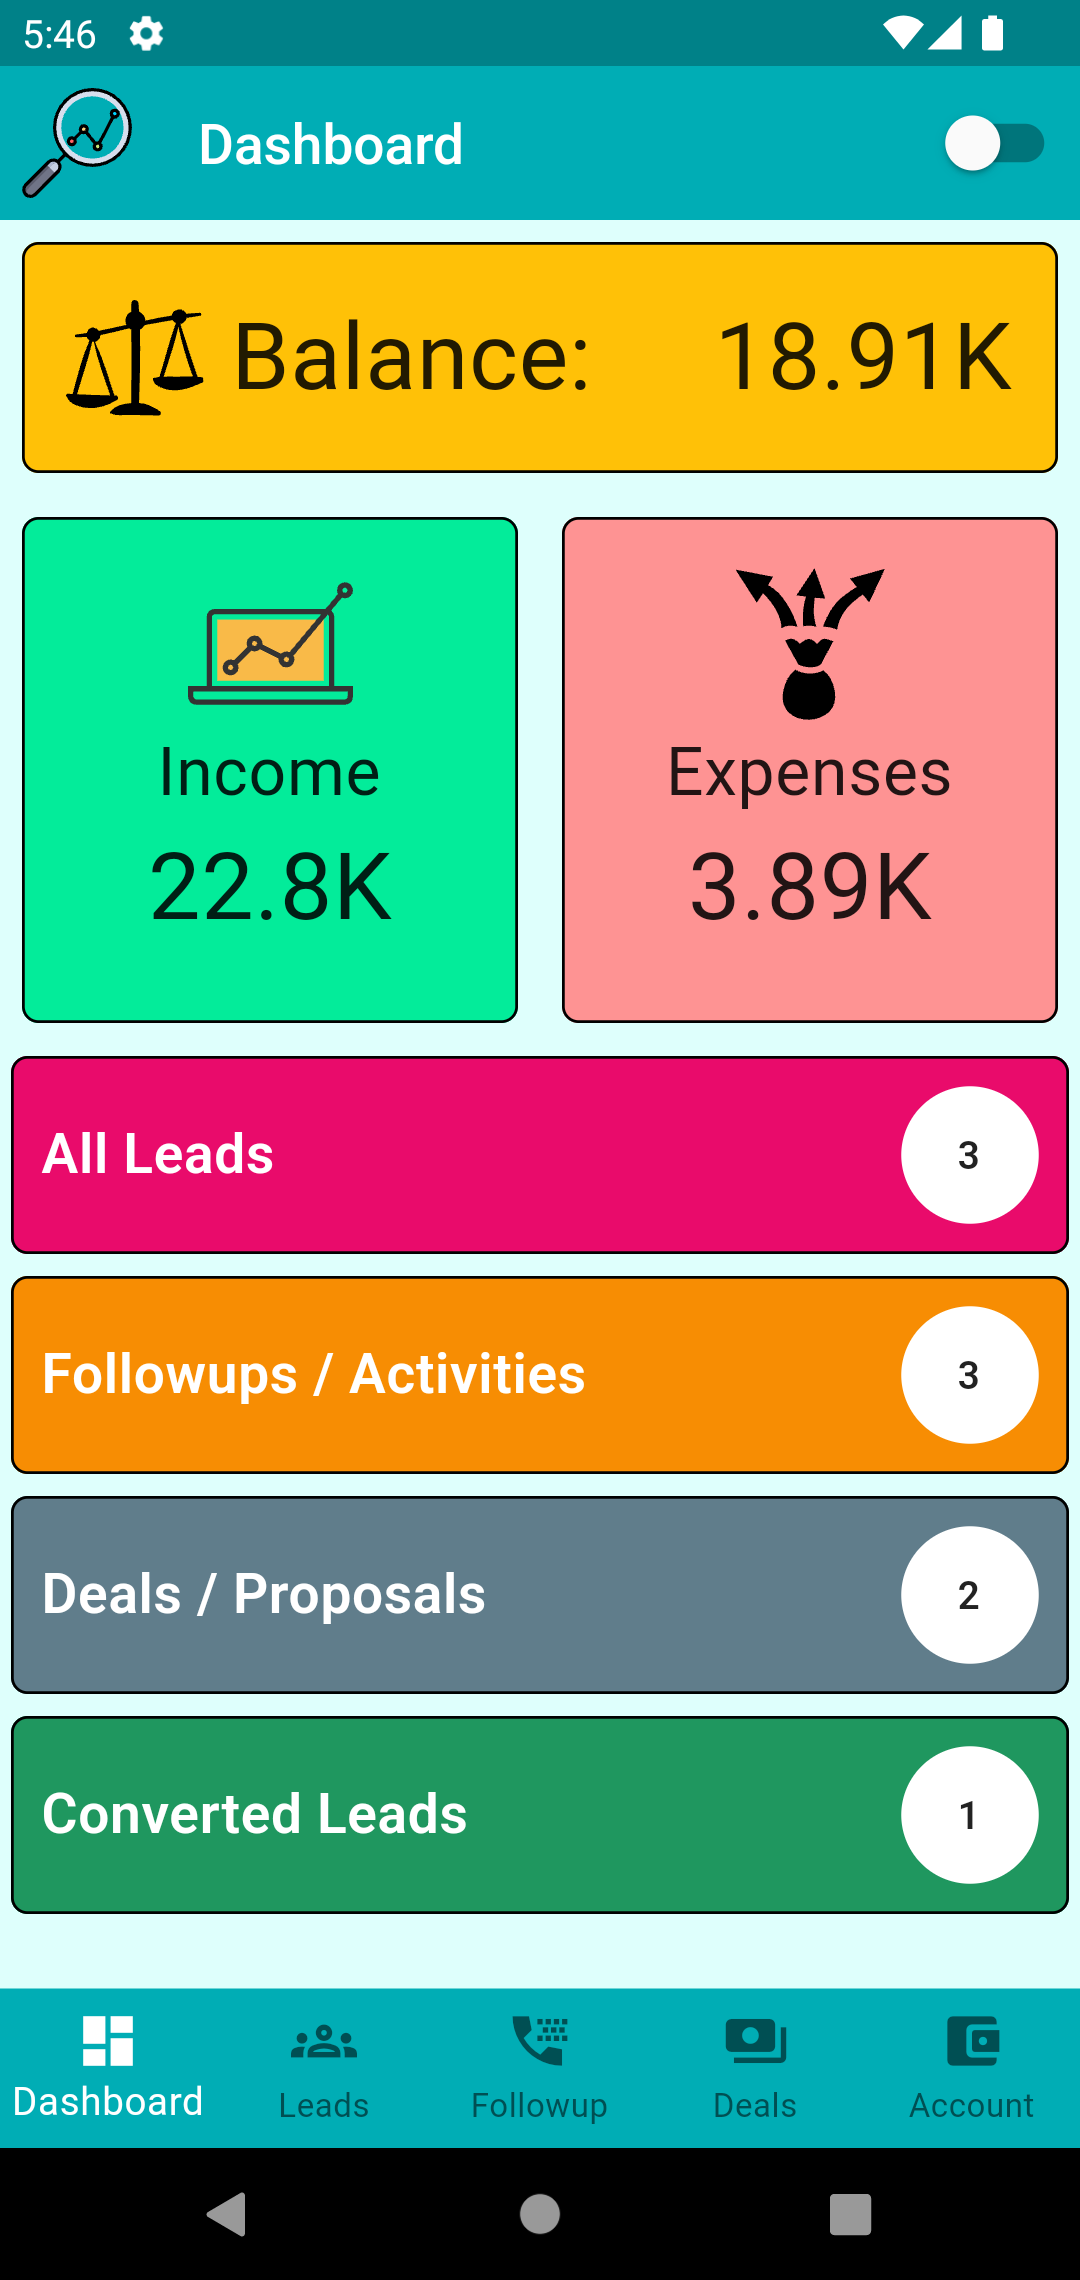 5:46
Dashboard
Balance: 18.91K
Income
22.8K
Expenses
3.89K
All Leads 3
Followups / Activities 3
Deals / Proposals 2
Converted Leads 1
Dashboard Leads Followup Deals Account